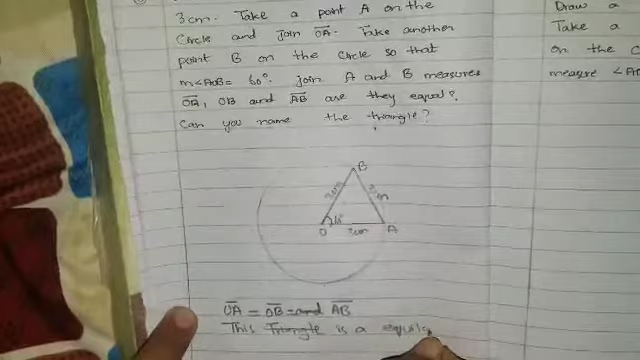 3cm. Take a point A on the
Circle and join OA. Take another
point B on the Circle so that
m∠AOB= 60°. Join A and B measures
OA, OB and AB are they equal?
Can you name the triangle?
B
3cm
3cm
60°
O
3cm
A
OA = OB = and AB
This Triangle is a equila
Draw a
Take a
on the C
measure ∠A